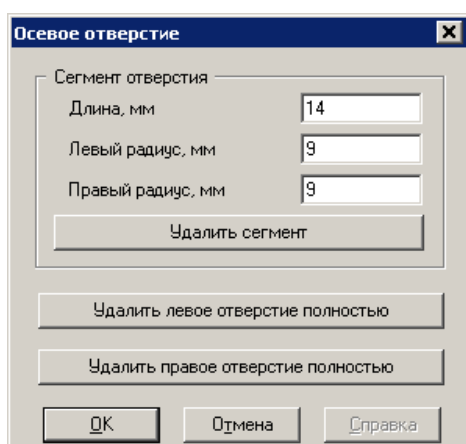 Осевое отверстие
Сегмент отверстия
Длина, мм 14
Левый радиус, мм 9
Правый радиус, мм 9
Удалить сегмент
Удалить левое отверстие полностью
Удалить правое отверстие полностью
OK Отмена Справка